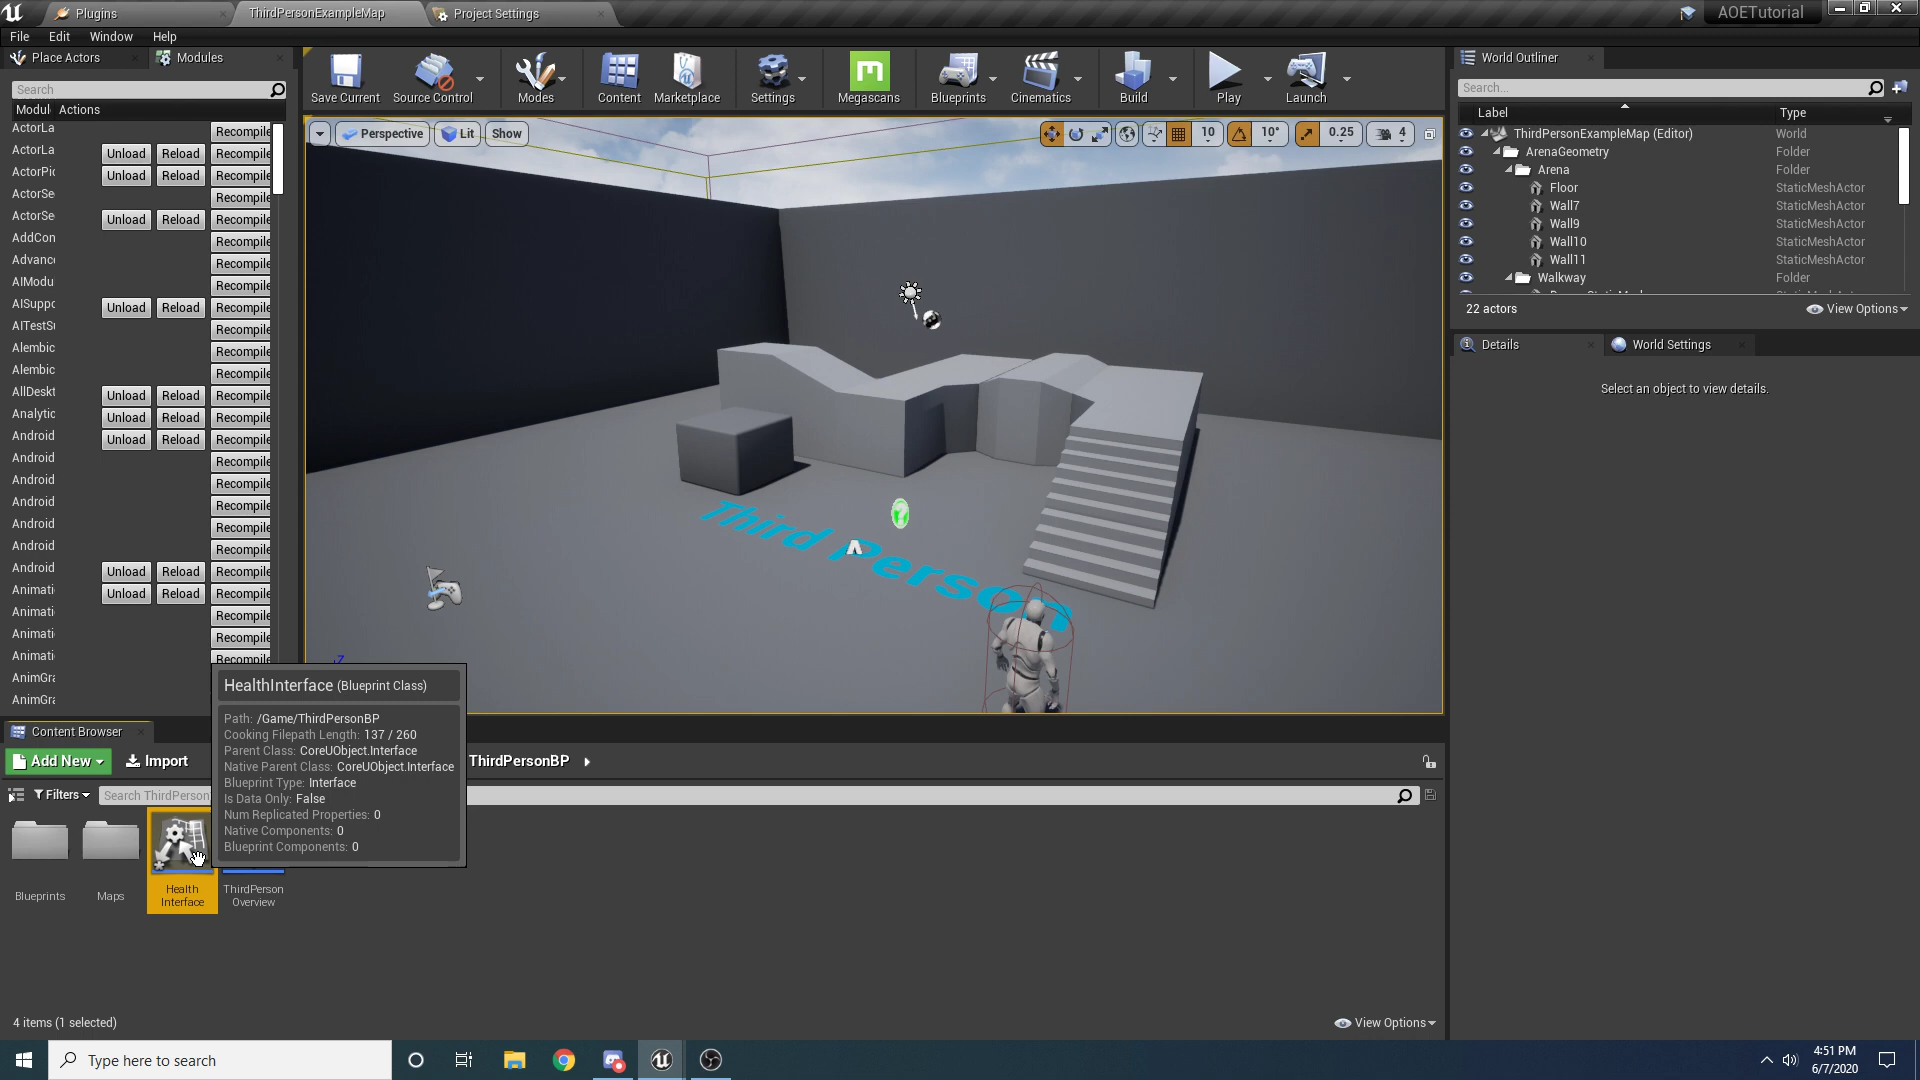 Plugins
ThirdPersonExampleMap
Project Settings
AOETutorial
File
Edit
Window
Help
Place Actors
Modules
Search
Modul
Actions
ActorLa
Recompile
ActorLa
Unload
Reload
Recompile
ActorPic
Unload
Reload
Recompile
ActorSe
Recompile
ActorSe
Unload
Reload
Recompile
AddCon
Recompile
Advance
Recompile
AIModu
Recompile
AISuppo
Unload
Reload
Recompile
AITestSu
Recompile
Alembic
Recompile
Alembic
Recompile
AllDeskt
Unload
Reload
Recompile
Analytic
Unload
Reload
Recompile
Android
Unload
Reload
Recompile
Android
Recompile
Android
Recompile
Android
Recompile
Android
Recompile
Android
Recompile
Android
Unload
Reload
Recompile
Animati
Unload
Reload
Recompile
Animati
Recompile
Animati
Recompile
Animati
Recompile
AnimGra
AnimGra
Save Current
Source Control
Modes
Content
Marketplace
Settings
Megascans
Blueprints
Cinematics
Build
Play
Launch
Perspective
Lit
Show
10
10°
0.25
4
Third Person
Z
World Outliner
Search...
Label
Type
ThirdPersonExampleMap (Editor)
World
ArenaGeometry
Folder
Arena
Folder
Floor
StaticMeshActor
Wall7
StaticMeshActor
Wall9
StaticMeshActor
Wall10
StaticMeshActor
Wall11
StaticMeshActor
Walkway
Folder
22 actors
View Options
Details
World Settings
Select an object to view details.
HealthInterface (Blueprint Class)
Path: /Game/ThirdPersonBP
Cooking Filepath Length: 137 / 260
Parent Class: CoreUObject.Interface
Native Parent Class: CoreUObject.Interface
Blueprint Type: Interface
Is Data Only: False
Num Replicated Properties: 0
Native Components: 0
Blueprint Components: 0
Content Browser
Add New
Import
ThirdPersonBP
Filters
Search ThirdPerson
Blueprints
Maps
Health
Interface
ThirdPerson
Overview
4 items (1 selected)
View Options
Type here to search
4:51 PM
6/7/2020